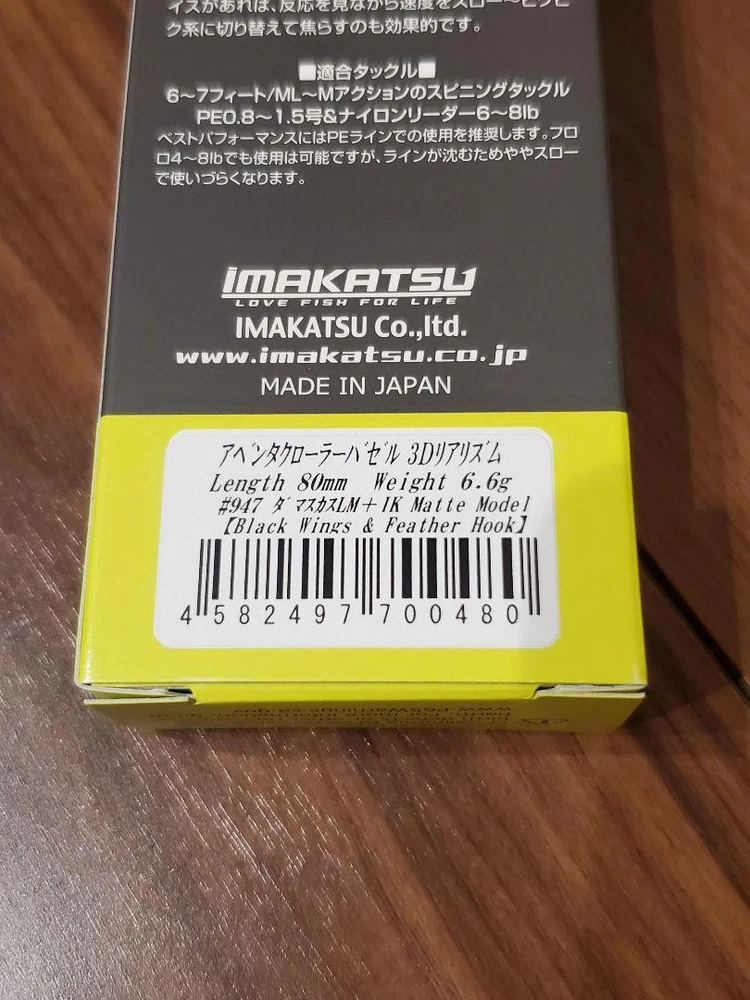 イズがあれば、反応を見ながら速度をスロー〜ピクピ
ク系に切り替えて焦らすのも効果的です。
■適合タックル■
6〜7フィート/ML〜Mアクションのスピニングタックル
PE0.8〜1.5号&ナイロンリーダー6〜8lb
ベストパフォーマンスにはPEラインでの使用を推奨します。フロ
ロ4〜8lbでも使用は可能ですが、ラインが沈むためややスロー
で使いづらくなります。
IMAKATSU
LOVE FISH FOR LIFE
IMAKATSU Co.,ltd.
www.imakatsu.co.jp
MADE IN JAPAN
ｱﾍﾞﾝﾀｸﾛｰﾗｰﾊﾞｾﾞﾙ 3Dﾘｱﾘｽﾞﾑ
Length 80mm Weight 6.6g
#947 ﾀﾞﾏｽｶｽLM＋IK Matte Model
【Black Wings & Feather Hook】
4 582497 700480
www.P65Warnings.ca.gov